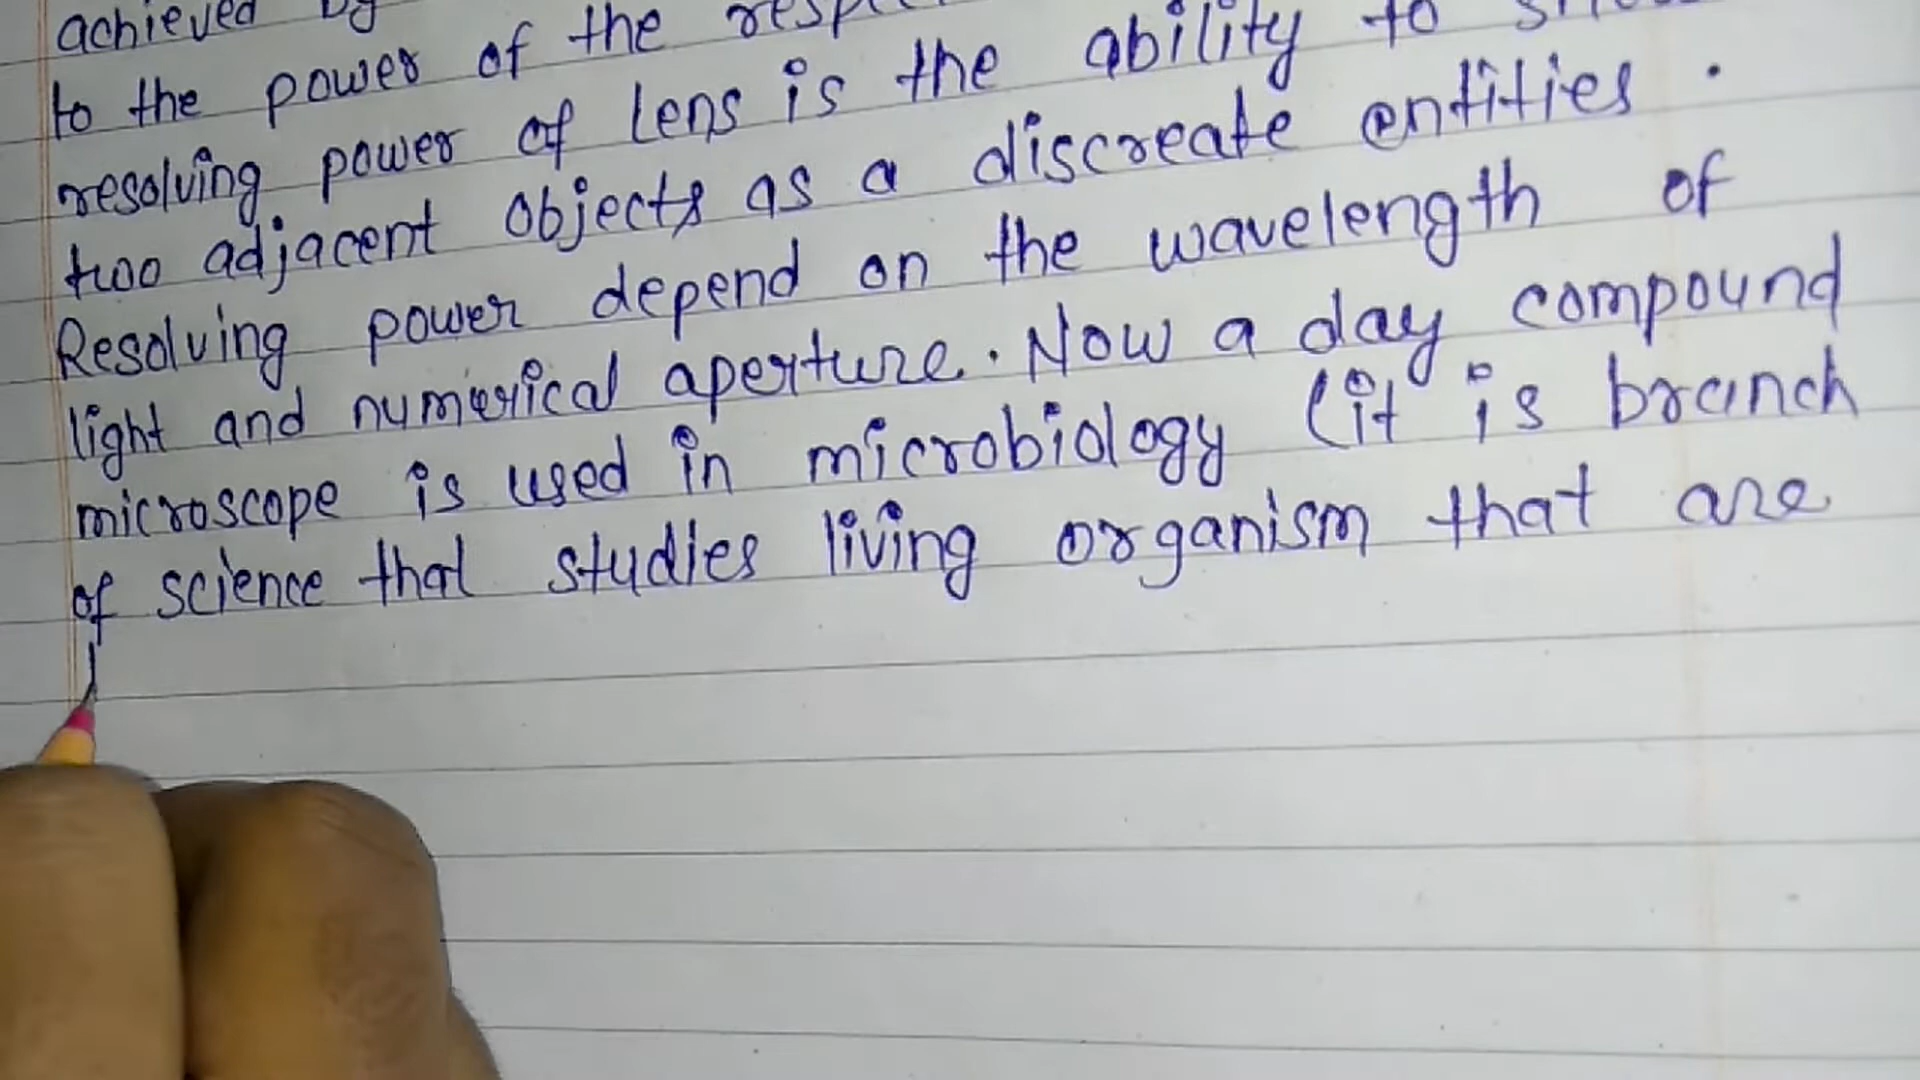 achieved by
to the power of the
resolving power of lens is the ability to
two adjacent objects as a discreate entities.
Resolving power depend on the wavelength of
light and numerical aperture. Now a day compound
microscope is used in microbiology (it is branch
of science that studies living organism that are